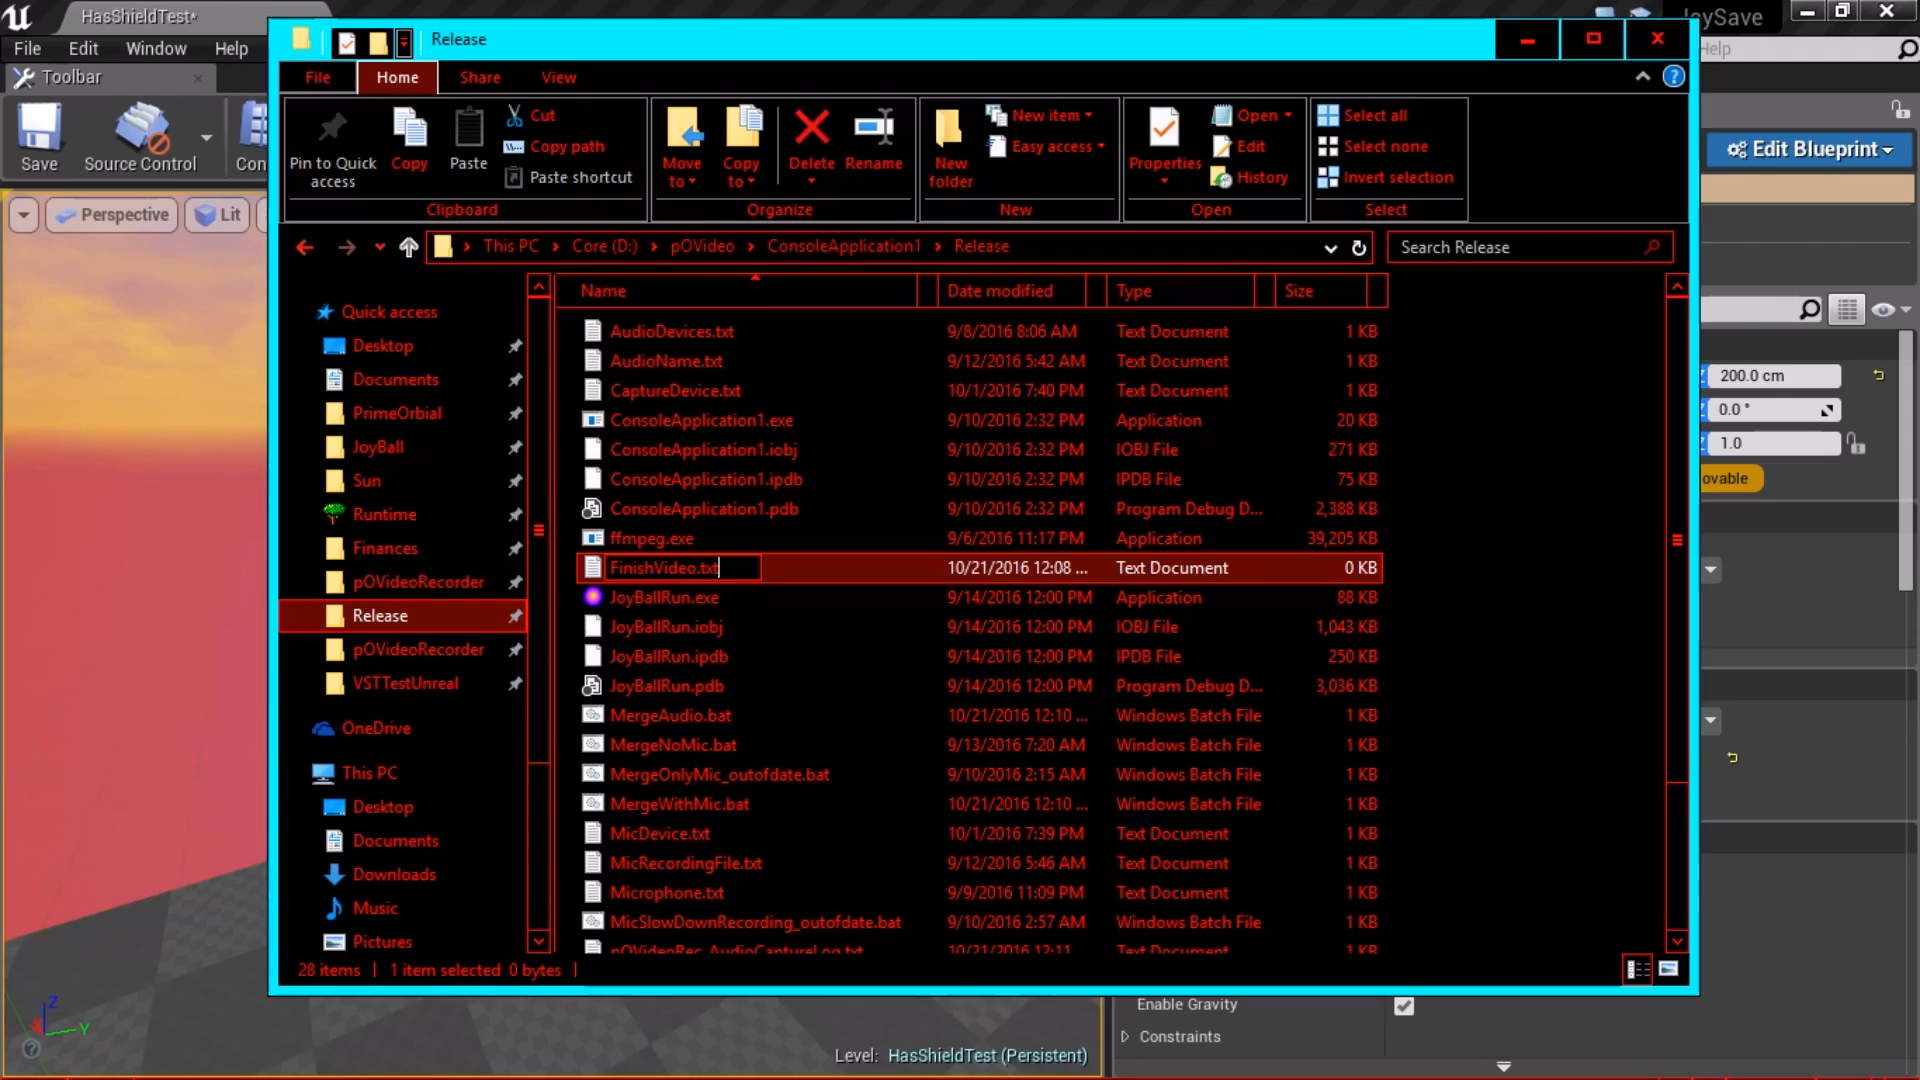 HasShieldTest*
JoySave
File Edit Window Help
Help
Toolbar
Save
Source Control
Edit Blueprint
Perspective
Lit
200.0 cm
0.0 °
1.0
Release
File Home Share View
Pin to Quick access
Copy
Paste
Cut
Copy path
Paste shortcut
Clipboard
Move to
Copy to
Delete
Rename
Organize
New folder
New item
Easy access
New
Properties
Open
Edit
History
Open
Select all
Select none
Invert selection
Select
This PC Core (D:) pOVideo ConsoleApplication1 Release
Search Release
Quick access
Desktop
Documents
PrimeOrbial
JoyBall
Sun
Runtime
Finances
pOVideoRecorder
Release
pOVideoRecorder
VSTTestUnreal
OneDrive
This PC
Desktop
Documents
Downloads
Music
Pictures
Name Date modified Type Size
AudioDevices.txt 9/8/2016 8:06 AM Text Document 1 KB
AudioName.txt 9/12/2016 5:42 AM Text Document 1 KB
CaptureDevice.txt 10/1/2016 7:40 PM Text Document 1 KB
ConsoleApplication1.exe 9/10/2016 2:32 PM Application 20 KB
ConsoleApplication1.iobj 9/10/2016 2:32 PM IOBJ File 271 KB
ConsoleApplication1.ipdb 9/10/2016 2:32 PM IPDB File 75 KB
ConsoleApplication1.pdb 9/10/2016 2:32 PM Program Debug D... 2,388 KB
ffmpeg.exe 9/6/2016 11:17 PM Application 39,205 KB
FinishVideo.txt 10/21/2016 12:08 ... Text Document 0 KB
JoyBallRun.exe 9/14/2016 12:00 PM Application 88 KB
JoyBallRun.iobj 9/14/2016 12:00 PM IOBJ File 1,043 KB
JoyBallRun.ipdb 9/14/2016 12:00 PM IPDB File 250 KB
JoyBallRun.pdb 9/14/2016 12:00 PM Program Debug D... 3,036 KB
MergeAudio.bat 10/21/2016 12:10 ... Windows Batch File 1 KB
MergeNoMic.bat 9/13/2016 7:20 AM Windows Batch File 1 KB
MergeOnlyMic_outofdate.bat 9/10/2016 2:15 AM Windows Batch File 1 KB
MergeWithMic.bat 10/21/2016 12:10 ... Windows Batch File 1 KB
MicDevice.txt 10/1/2016 7:39 PM Text Document 1 KB
MicRecordingFile.txt 9/12/2016 5:46 AM Text Document 1 KB
Microphone.txt 9/9/2016 11:09 PM Text Document 1 KB
MicSlowDownRecording_outofdate.bat 9/10/2016 2:57 AM Windows Batch File 1 KB
pOVideoRec_AudioCaptureLog.txt 10/21/2016 12:11 Text Document 1 KB
28 items 1 item selected 0 bytes
Enable Gravity
Constraints
Level: HasShieldTest (Persistent)
Z
Y